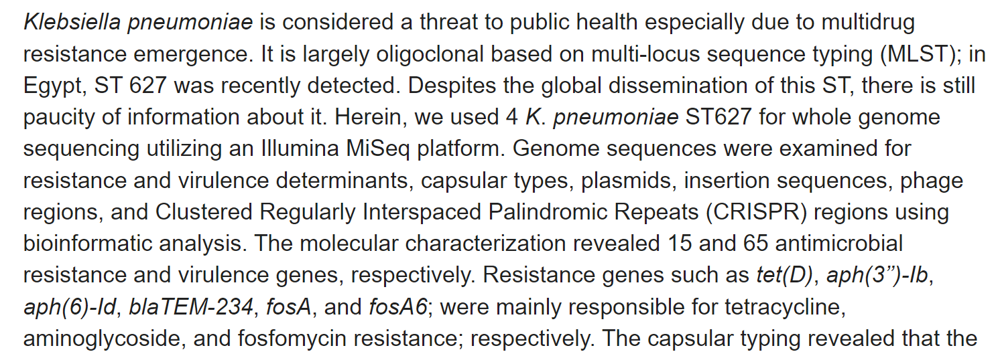 Klebsiella pneumoniae is considered a threat to public health especially due to multidrug
resistance emergence. It is largely oligoclonal based on multi-locus sequence typing (MLST); in
Egypt, ST 627 was recently detected. Despites the global dissemination of this ST, there is still
paucity of information about it. Herein, we used 4 K. pneumoniae ST627 for whole genome
sequencing utilizing an Illumina MiSeq platform. Genome sequences were examined for
resistance and virulence determinants, capsular types, plasmids, insertion sequences, phage
regions, and Clustered Regularly Interspaced Palindromic Repeats (CRISPR) regions using
bioinformatic analysis. The molecular characterization revealed 15 and 65 antimicrobial
resistance and virulence genes, respectively. Resistance genes such as tet(D), aph(3”)-Ib,
aph(6)-Id, blaTEM-234, fosA, and fosA6; were mainly responsible for tetracycline,
aminoglycoside, and fosfomycin resistance; respectively. The capsular typing revealed that the